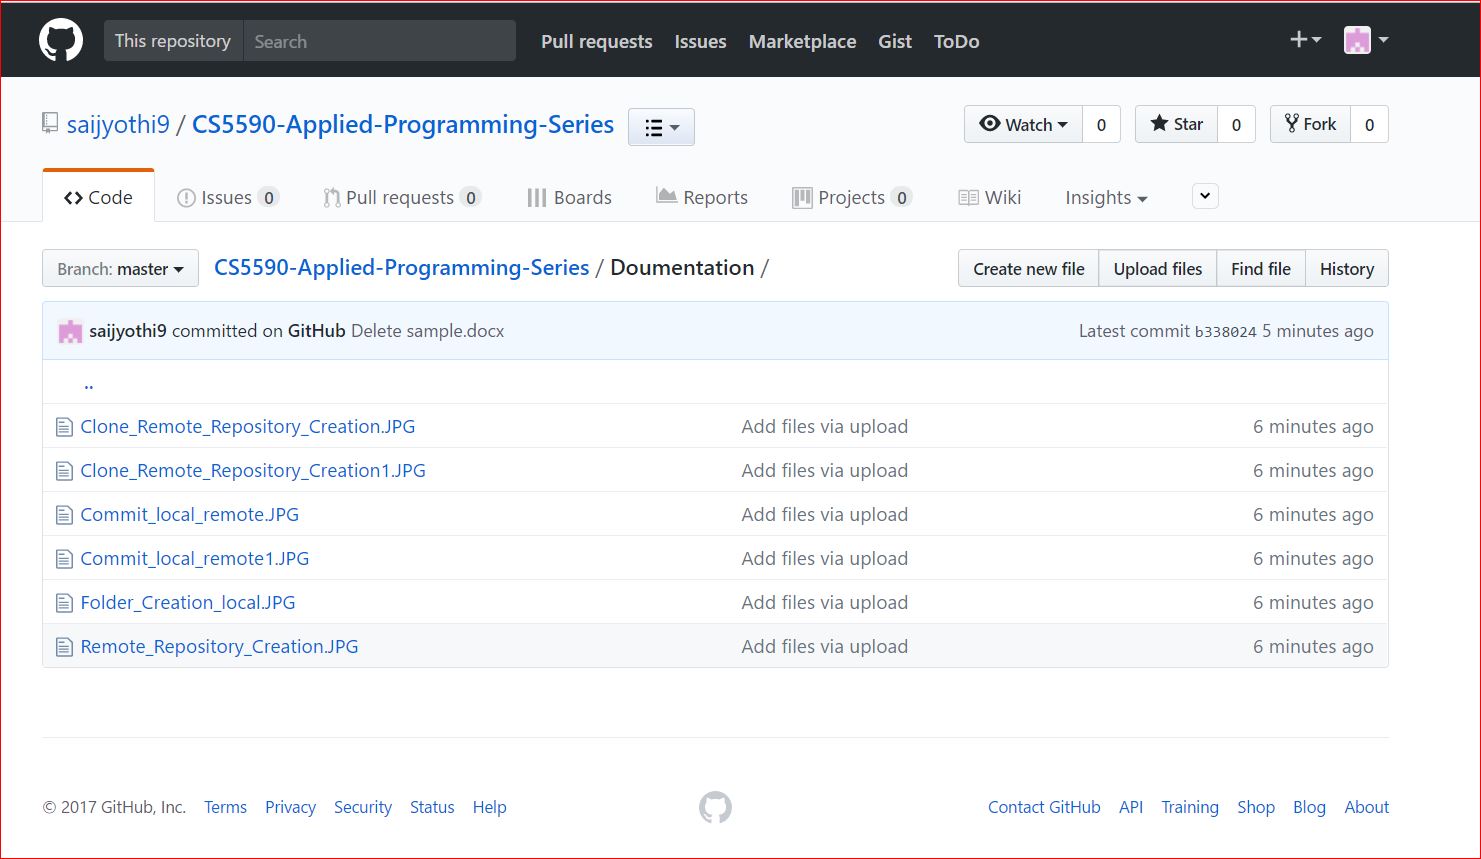 This repository Search Pull requests Issues Marketplace Gist ToDo
saijyothi9 / CS5590-Applied-Programming-Series Watch 0 Star 0 Fork 0
Code Issues 0 Pull requests 0 Boards Reports Projects 0 Wiki Insights
Branch: master CS5590-Applied-Programming-Series / Doumentation / Create new file Upload files Find file History
saijyothi9 committed on GitHub Delete sample.docx Latest commit b338024 5 minutes ago
..
Clone_Remote_Repository_Creation.JPG Add files via upload 6 minutes ago
Clone_Remote_Repository_Creation1.JPG Add files via upload 6 minutes ago
Commit_local_remote.JPG Add files via upload 6 minutes ago
Commit_local_remote1.JPG Add files via upload 6 minutes ago
Folder_Creation_local.JPG Add files via upload 6 minutes ago
Remote_Repository_Creation.JPG Add files via upload 6 minutes ago
© 2017 GitHub, Inc. Terms Privacy Security Status Help Contact GitHub API Training Shop Blog About